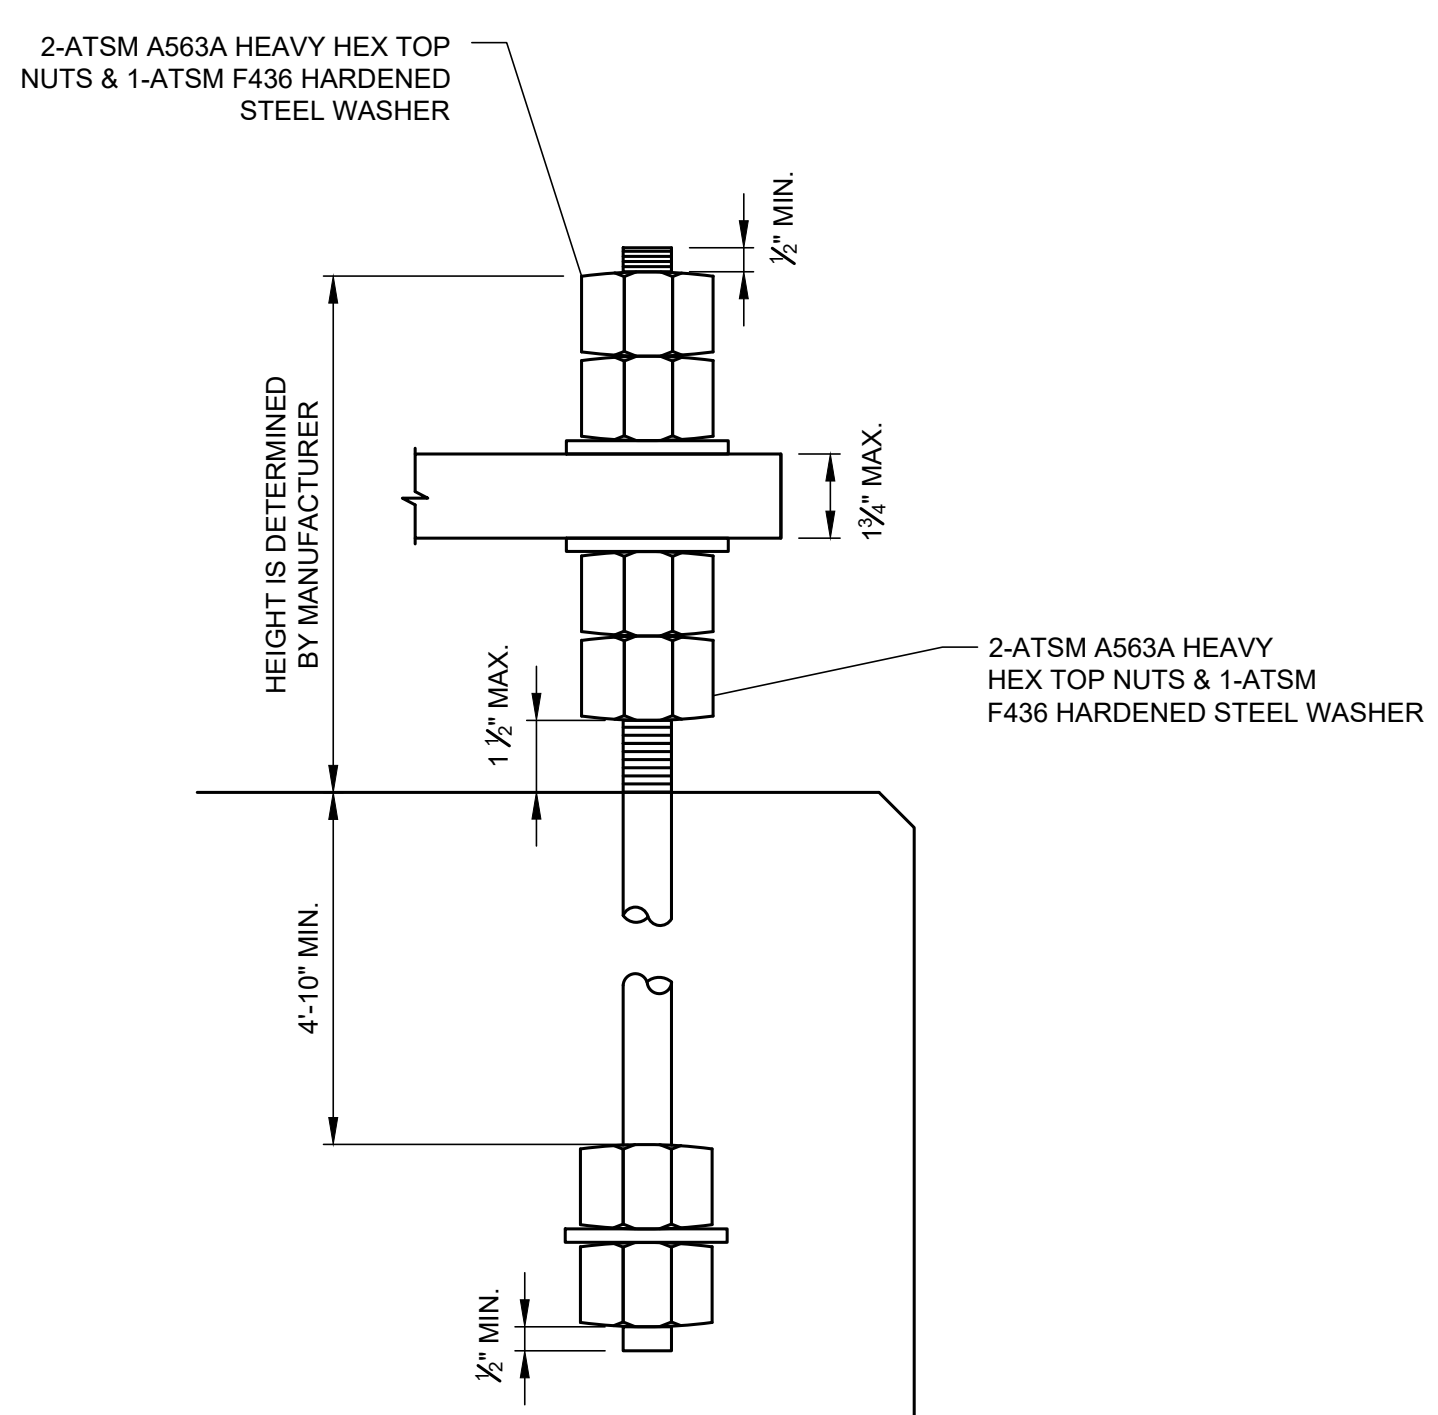 2-ATSM A563A HEAVY HEX TOP
NUTS & 1-ATSM F436 HARDENED
STEEL WASHER
½" MIN.
HEIGHT IS DETERMINED
BY MANUFACTURER
1¾" MAX.
2-ATSM A563A HEAVY
HEX TOP NUTS & 1-ATSM
F436 HARDENED STEEL WASHER
1 ½" MAX.
4'-10" MIN.
½" MIN.